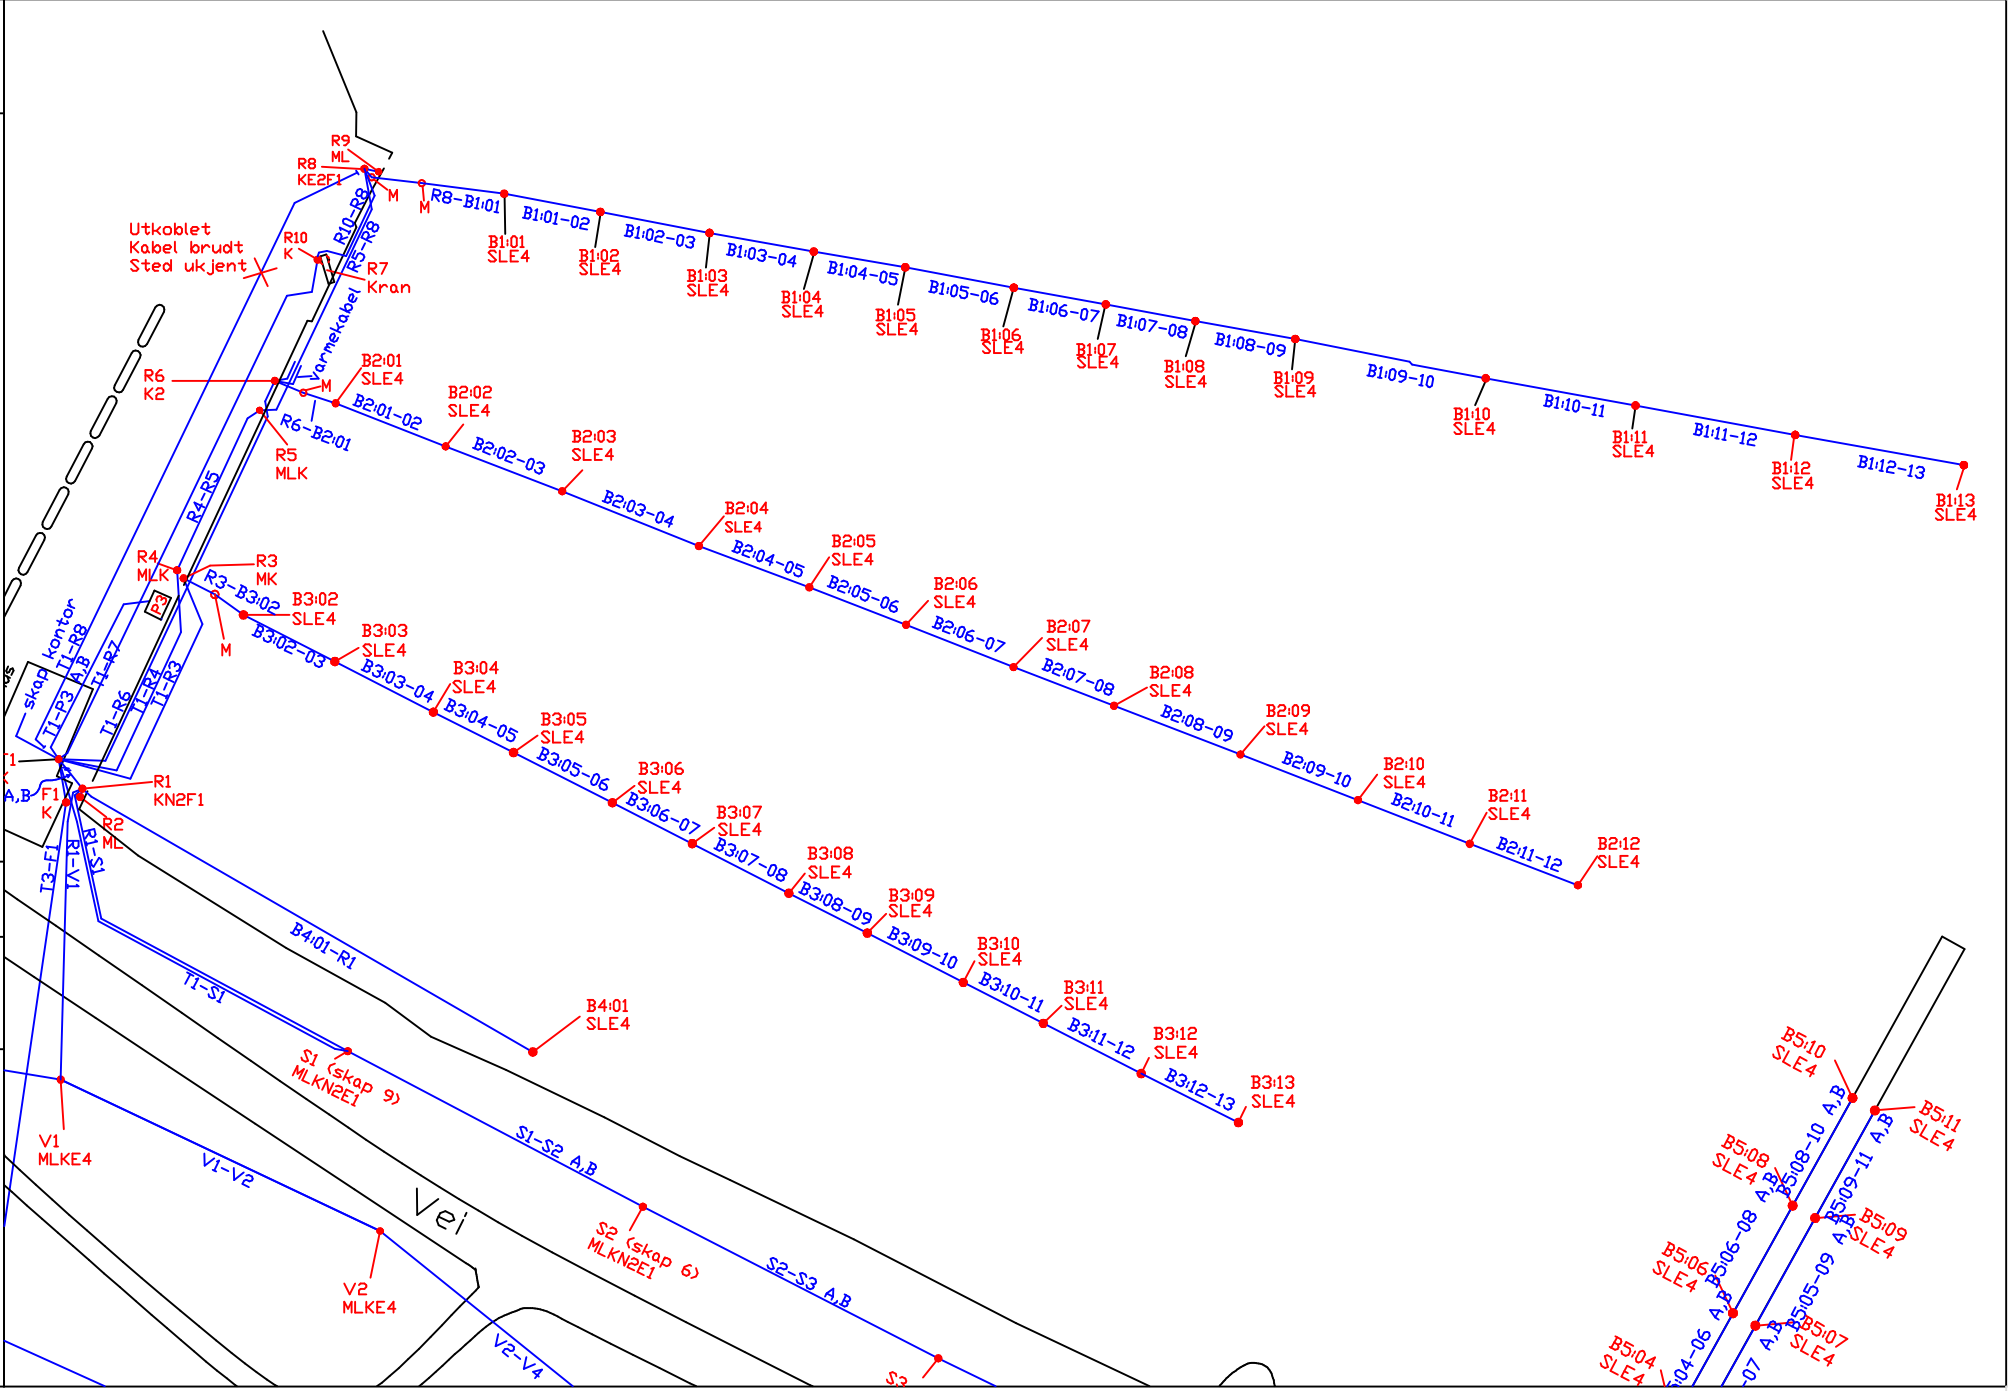 R9
ML
R8
KE2F1
M
M
R8-B1:01
B1:01-02
B1:02-03
B1:03-04
B1:04-05
B1:05-06
B1:06-07
B1:07-08
B1:08-09
B1:09-10
B1:10-11
B1:11-12
B1:12-13
B1:01
SLE4
B1:02
SLE4
B1:03
SLE4
B1:04
SLE4
B1:05
SLE4
B1:06
SLE4
B1:07
SLE4
B1:08
SLE4
B1:09
SLE4
B1:10
SLE4
B1:11
SLE4
B1:12
SLE4
B1:13
SLE4
Utkoblet
Kabel brudt
Sted ukjent
R10
K
R10-R8
R5-R8
R7
Kran
varmekabel
R6
K2
M
R6-B2:01
R5
MLK
R4-R5
B2:01
SLE4
B2:02
SLE4
B2:03
SLE4
B2:04
SLE4
B2:05
SLE4
B2:06
SLE4
B2:07
SLE4
B2:08
SLE4
B2:09
SLE4
B2:10
SLE4
B2:11
SLE4
B2:12
SLE4
B2:01-02
B2:02-03
B2:03-04
B2:04-05
B2:05-06
B2:06-07
B2:07-08
B2:08-09
B2:09-10
B2:10-11
B2:11-12
R4
MLK
R3
MK
P3
R3-B3:02
M
B3:02
SLE4
B3:03
SLE4
B3:04
SLE4
B3:05
SLE4
B3:06
SLE4
B3:07
SLE4
B3:08
SLE4
B3:09
SLE4
B3:10
SLE4
B3:11
SLE4
B3:12
SLE4
B3:13
SLE4
B3:02-03
B3:03-04
B3:04-05
B3:05-06
B3:06-07
B3:07-08
B3:08-09
B3:09-10
B3:10-11
B3:11-12
B3:12-13
skap kontor
T1-R8
T1-P3 A,B
T1-R7
T1-R6
T1-R4
T1-R3
A,B
F1
K
R1
KN2F1
R2
ML
T3-F1
R1-V1
R1-S1
B4:01-R1
T1-S1
B4:01
SLE4
S1 (skap 9)
MLKN2E1
V1
MLKE4
V1-V2
S1-S2 A,B
Vei
V2
MLKE4
S2 (skap 6)
MLKN2E1
S2-S3 A,B
V2-V4
S3
B5:10
SLE4
B5:11
SLE4
B5:08-10 A,B
B5:09-11 A,B
B5:08
SLE4
B5:09
SLE4
B5:06-08 A,B
B5:05-09 A,B
B5:06
SLE4
B5:07
SLE4
:04-06 A,B
-07 A,B
B5:04
SLE4